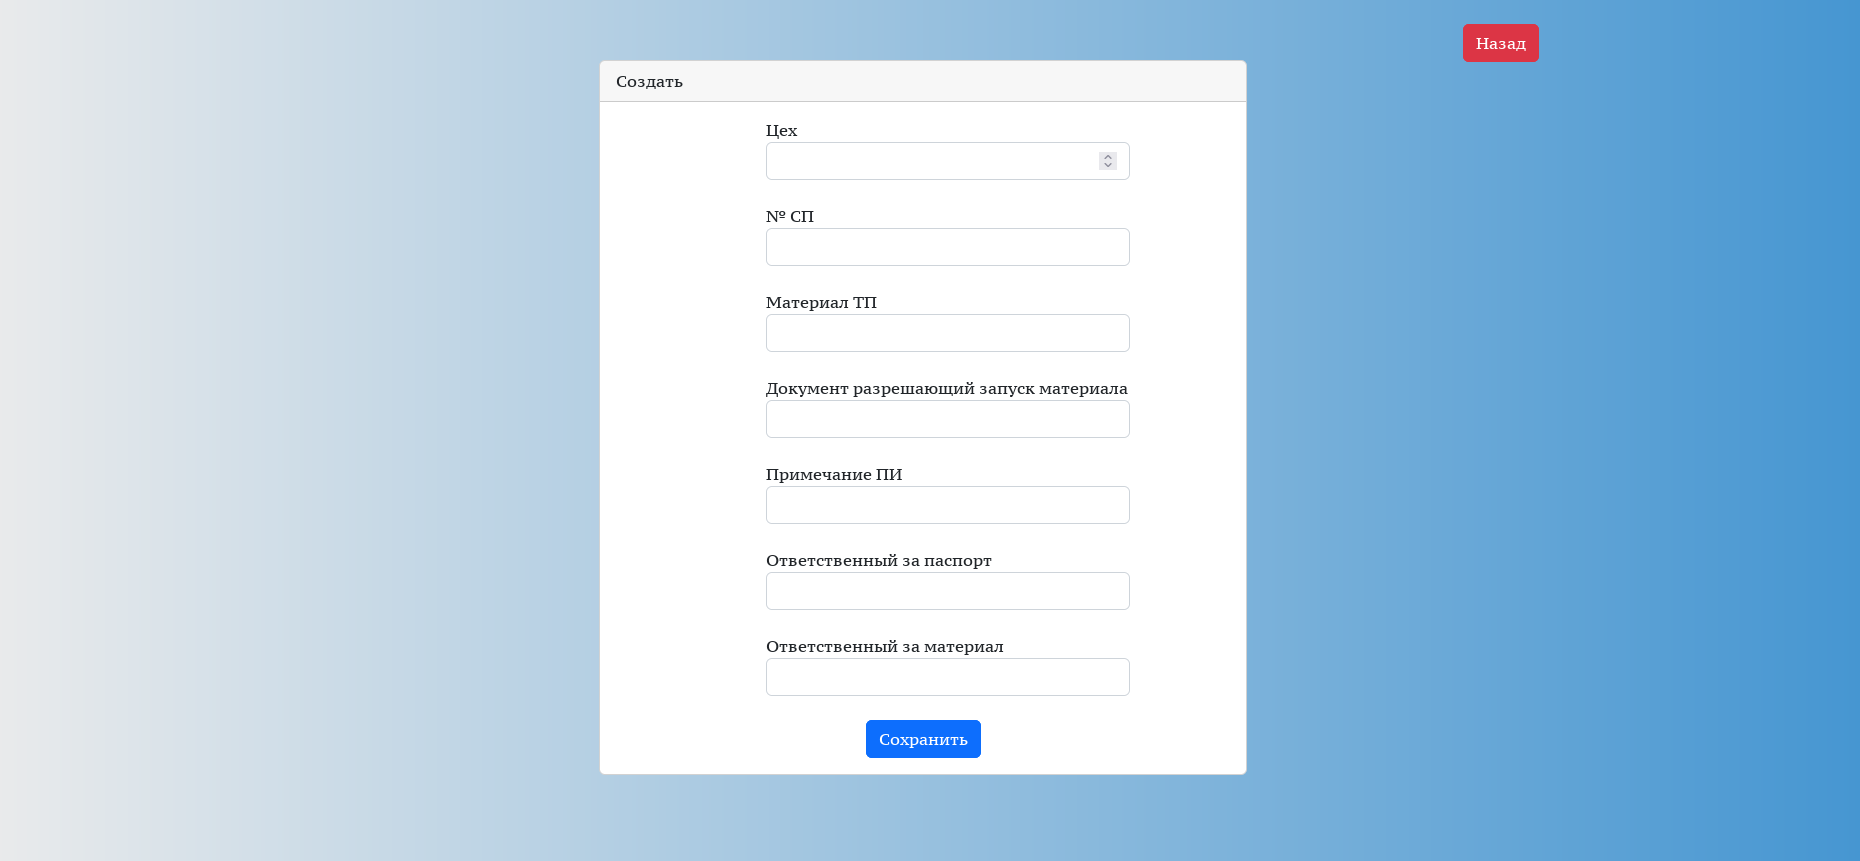 Назад
Создать
Цех
№ СП
Материал ТП
Документ разрешающий запуск материала
Примечание ПИ
Ответственный за паспорт
Ответственный за материал
Сохранить